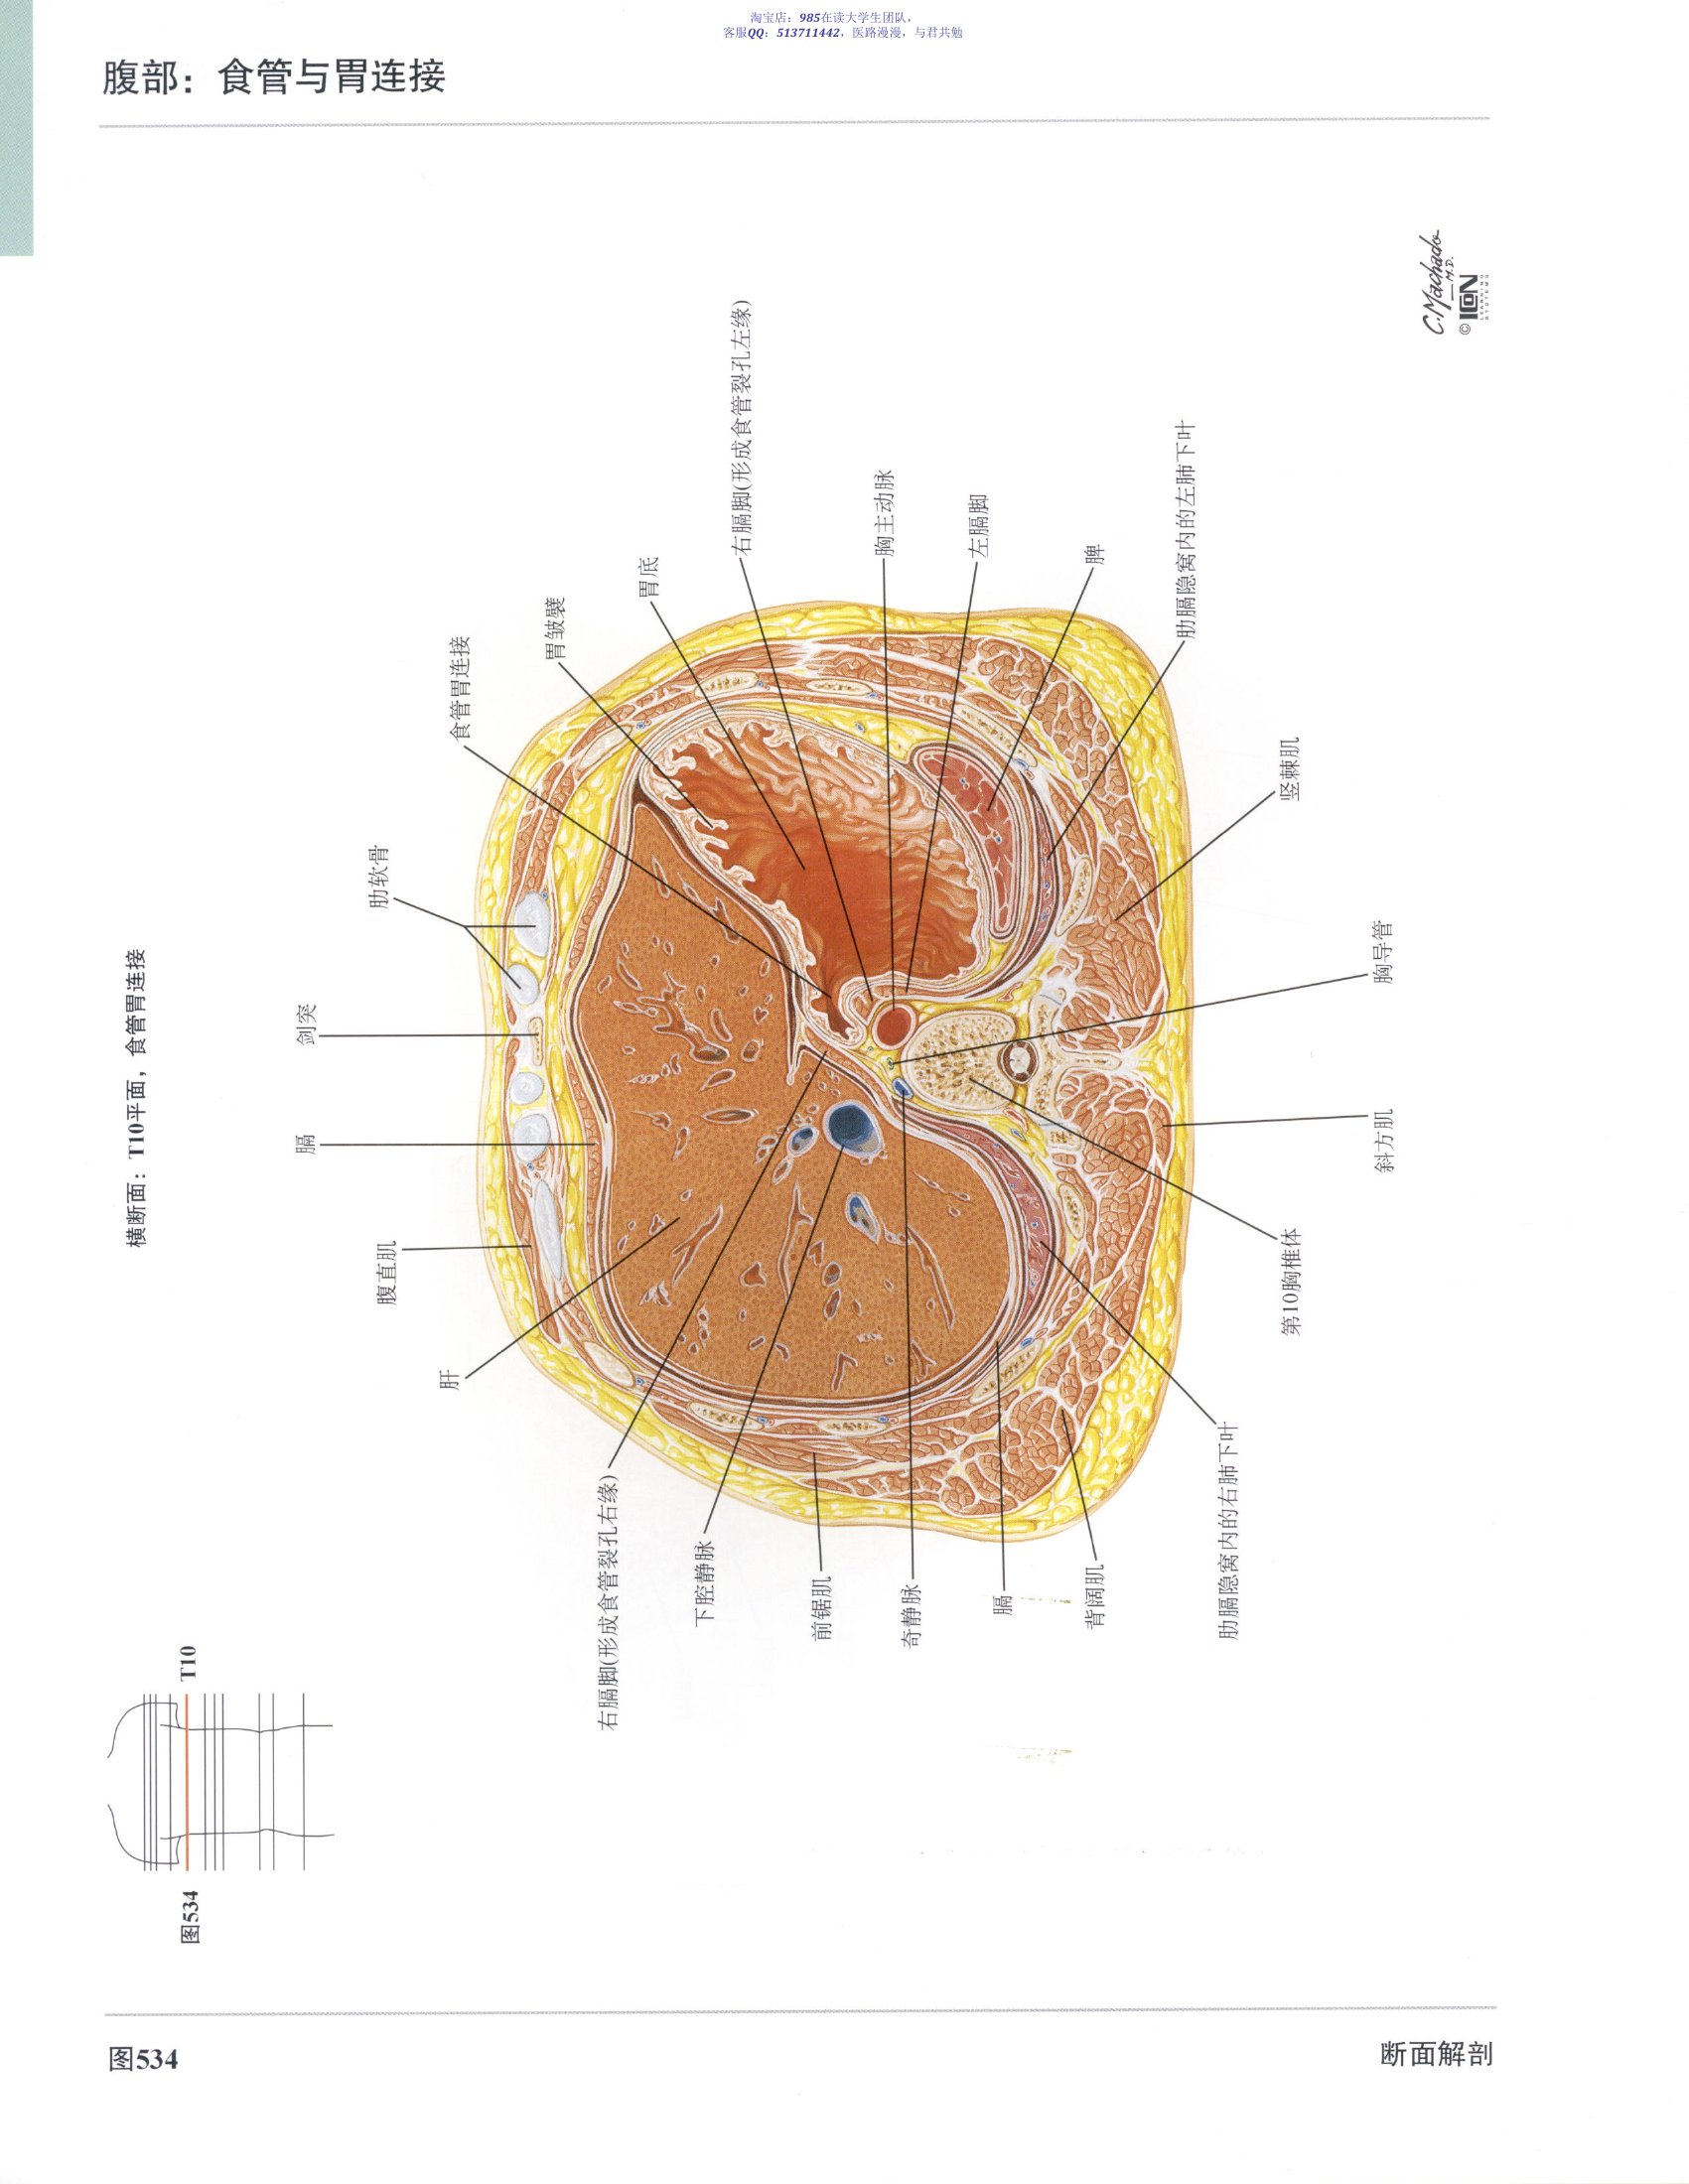 淘宝店：985在读大学生团队，
客服QQ：513711442，医路漫漫，与君共勉
腹部：食管与胃连接
横断面：T10平面，食管胃连接
图534
T10
肝
腹直肌
膈
剑突
肋软骨
食管胃连接
胃皱襞
胃底
右膈脚(形成食管裂孔左缘)
胸主动脉
左膈脚
脾
肋膈隐窝内的左肺下叶
竖棘肌
胸导管
斜方肌
第10胸椎体
肋膈隐窝内的右肺下叶
背阔肌
膈
奇静脉
前锯肌
下腔静脉
右膈脚(形成食管裂孔右缘)
C.Machado
M.D.
© ICON
LEARNING
SYSTEMS
图534
断面解剖